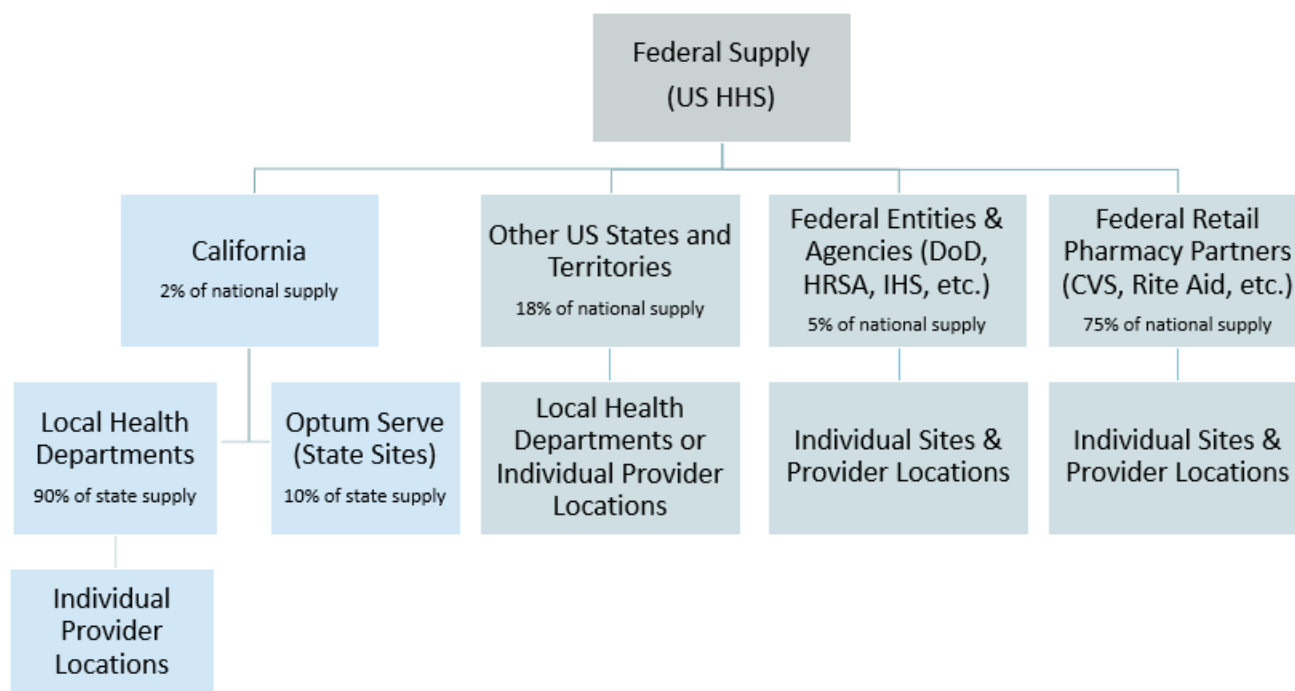 Federal Supply
(US HHS)
California
2% of national supply
Other US States and
Territories
18% of national supply
Federal Entities &
Agencies (DoD,
HRSA, IHS, etc.)
5% of national supply
Federal Retail
Pharmacy Partners
(CVS, Rite Aid, etc.)
75% of national supply
Local Health
Departments
90% of state supply
Optum Serve
(State Sites)
10% of state supply
Local Health
Departments or
Individual Provider
Locations
Individual Sites &
Provider Locations
Individual Sites &
Provider Locations
Individual
Provider
Locations